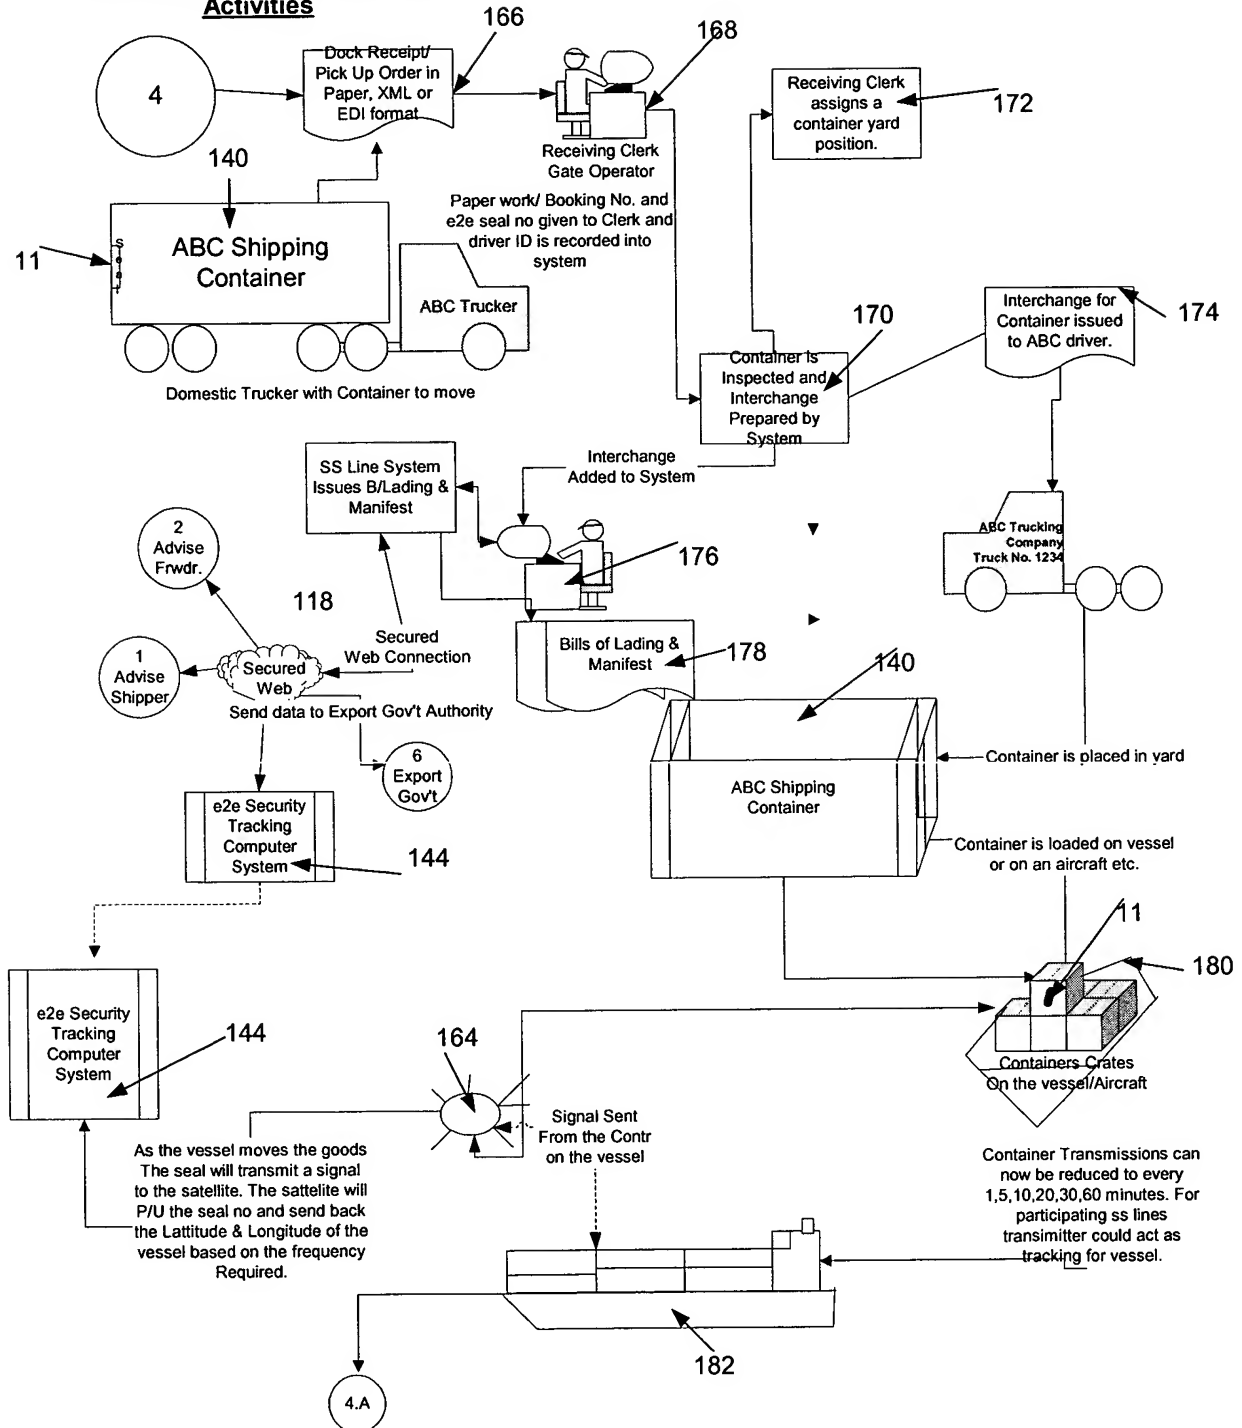 Activities
166
168
4
Dock Receipt/
Pick Up Order in
Paper, XML or
EDI format
Receiving Clerk
assigns a
container yard
position.
172
140
Receiving Clerk
Gate Operator
Paper work/ Booking No. and
e2e seal no given to Clerk and
driver ID is recorded into
system
11
Seal
ABC Shipping
Container
ABC Trucker
Domestic Trucker with Container to move
170
Interchange for
Container issued
to ABC driver.
174
Container is
Inspected and
Interchange
Prepared by
System
SS Line System
Issues B/Lading &
Manifest
Interchange
Added to System
2
Advise
Frwdr.
176
ABC Trucking
Company
Truck No. 1234
118
Secured
Web Connection
1
Advise
Shipper
Secured
Web
Bills of Lading &
Manifest
178
140
Send data to Export Gov't Authority
6
Export
Gov't
Container is placed in yard
ABC Shipping
Container
e2e Security
Tracking
Computer
System
144
Container is loaded on vessel
or on an aircraft etc.
11
180
e2e Security
Tracking
Computer
System
144
164
Containers Crates
On the vessel/Aircraft
Signal Sent
From the Contr
on the vessel
As the vessel moves the goods
The seal will transmit a signal
to the satellite. The sattelite will
P/U the seal no and send back
the Lattitude & Longitude of the
vessel based on the frequency
Required.
Container Transmissions can
now be reduced to every
1,5,10,20,30,60 minutes. For
participating ss lines
transimitter could act as
tracking for vessel.
182
4.A